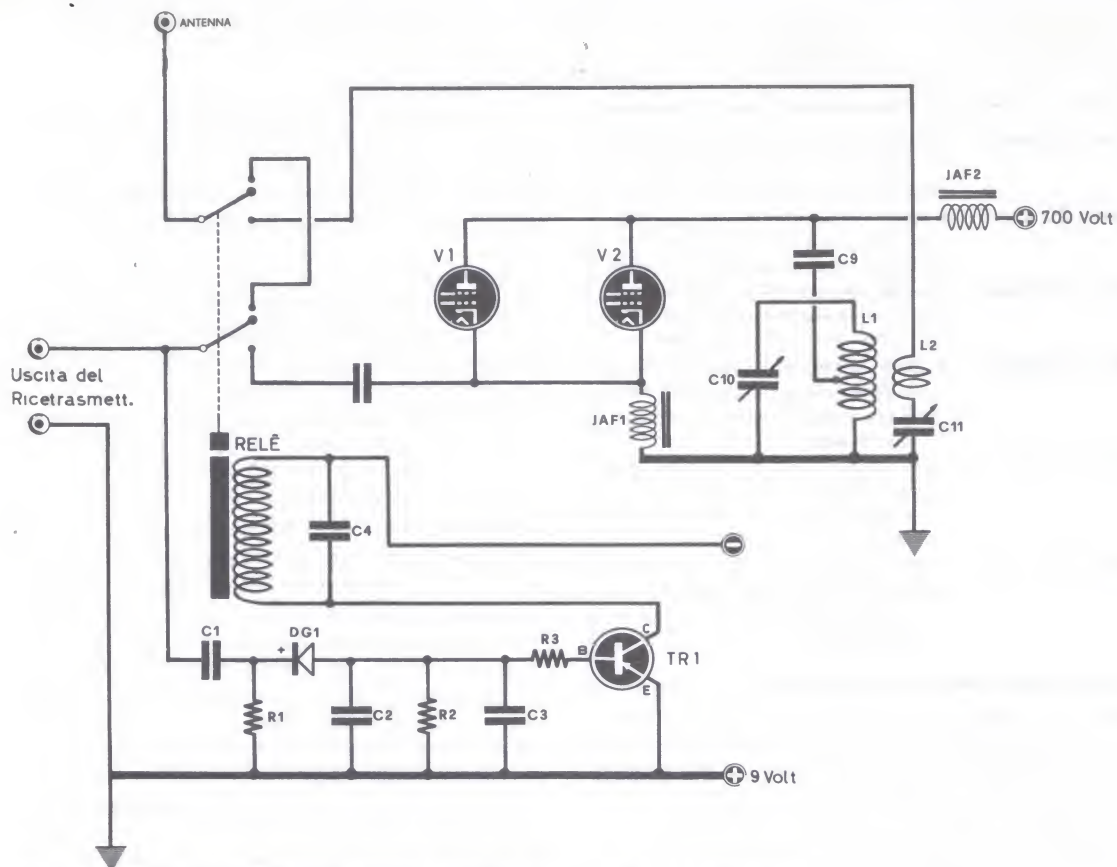 ANTENNA
JAF2
700 Volt
V1
V2
C9
L1
L2
C10
C11
JAF1
Uscita del
Ricetrasmett.
RELÊ
C4
C1
+ DG1
R3
B
C
E
TR1
R1
C2
R2
C3
9 Volt